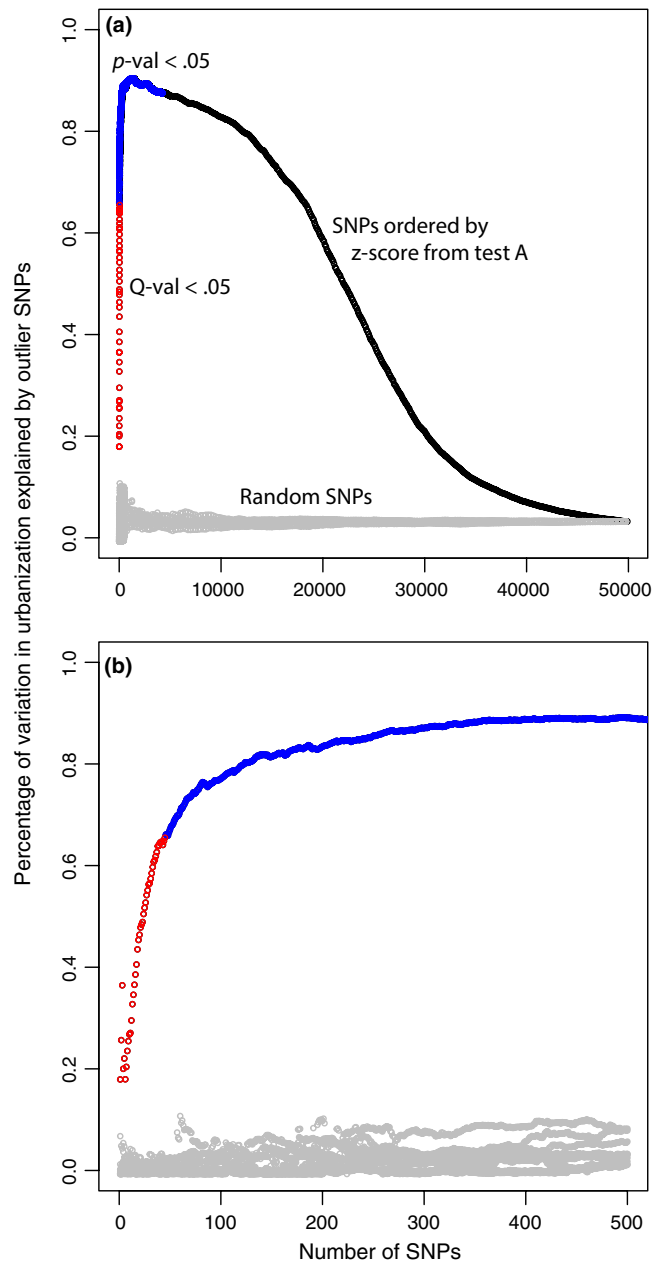 Percentage of variation in urbanization explained by outlier SNPs
(a)
1.0
0.8
0.6
0.4
0.2
0.0
p-val < .05
Q-val < .05
SNPs ordered by
z-score from test A
Random SNPs
0 10000 20000 30000 40000 50000
(b)
1.0
0.8
0.6
0.4
0.2
0.0
0 100 200 300 400 500
Number of SNPs